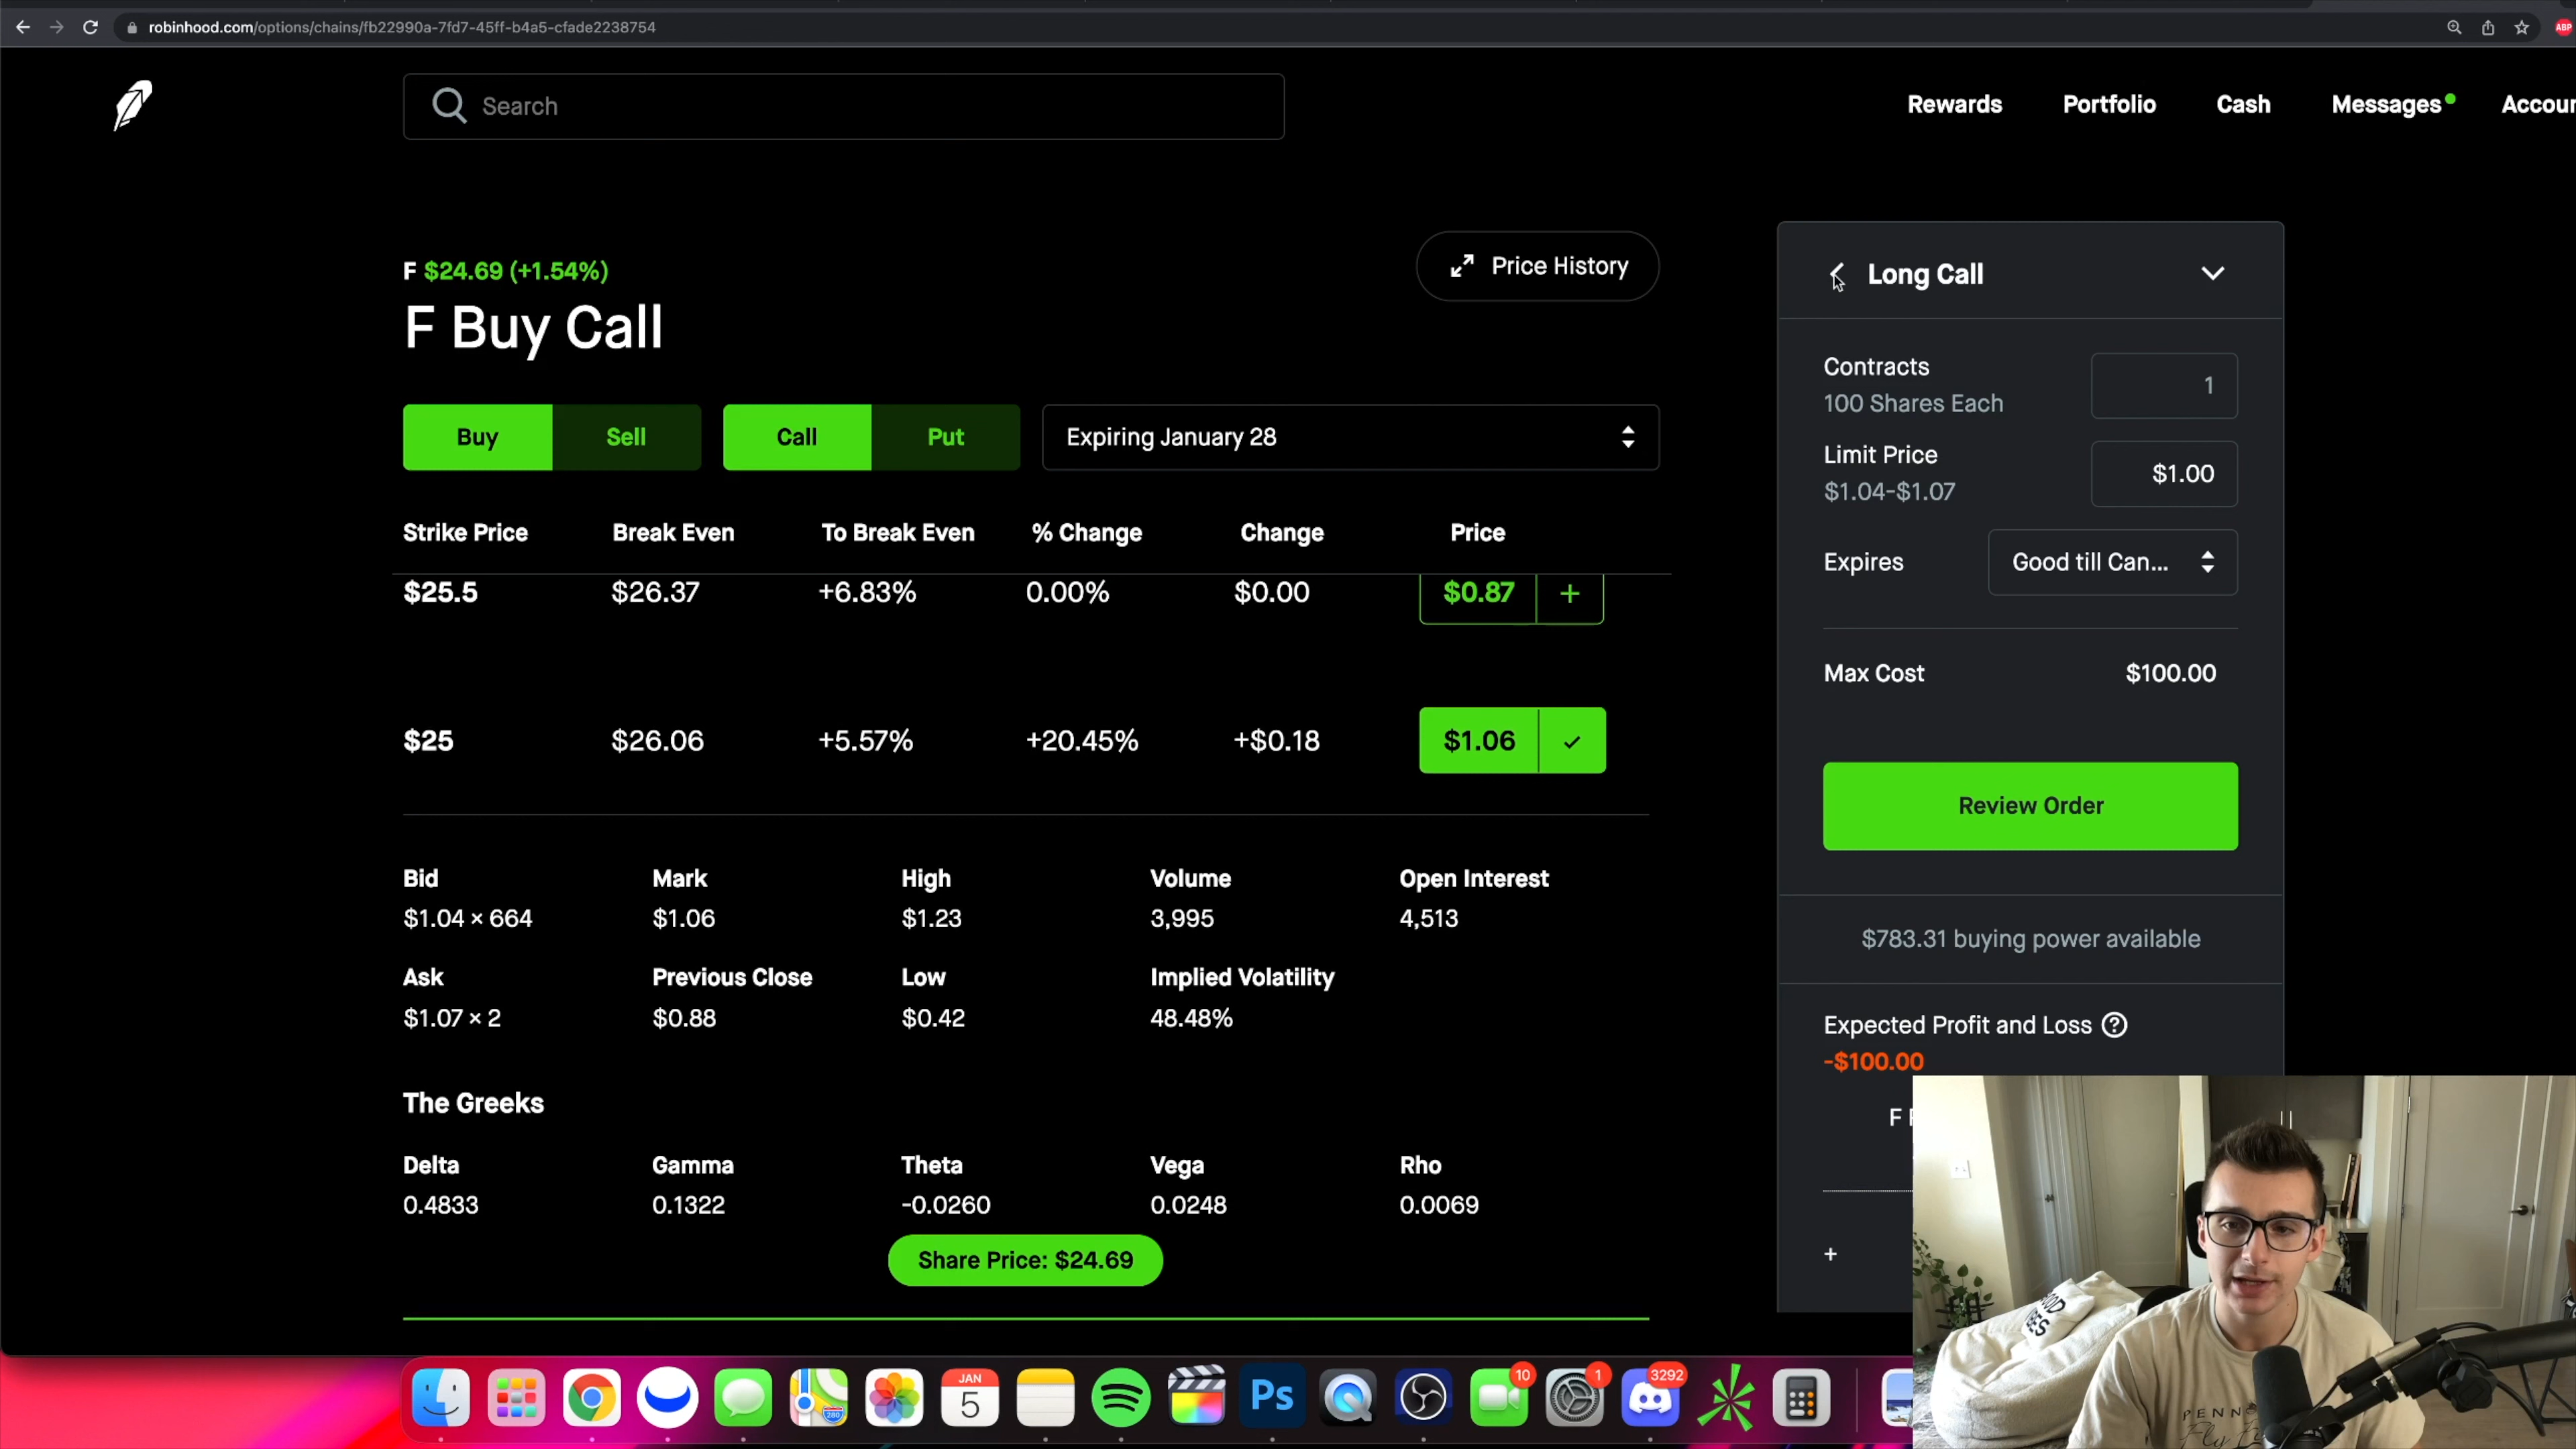 robinhood.com/options/chains/fb22990a-7fd7-45ff-b4a5-cfade2238754
ABP
Search
Rewards
Portfolio
Cash
Messages
F $24.69 (+1.54%)
Price History
F Buy Call
Buy
Sell
Call
Put
Expiring January 28
Strike Price
Break Even
To Break Even
% Change
Change
Price
$25.5
$26.37
+6.83%
0.00%
$0.00
$0.87
+
$25
$26.06
+5.57%
+20.45%
+$0.18
$1.06
Bid
Mark
High
Volume
Open Interest
$1.04 × 664
$1.06
$1.23
3,995
4,513
Ask
Previous Close
Low
Implied Volatility
$1.07 × 2
$0.88
$0.42
48.48%
The Greeks
Delta
Gamma
Theta
Vega
Rho
0.4833
0.1322
-0.0260
0.0248
0.0069
Share Price: $24.69
Long Call
Contracts
100 Shares Each
1
Limit Price
$1.04-$1.07
$1.00
Expires
Good till Can...
Max Cost
$100.00
Review Order
$783.31 buying power available
Expected Profit and Loss ?
-$100.00
F
+
JAN
5
Ps
10
1
3292
280
PENN